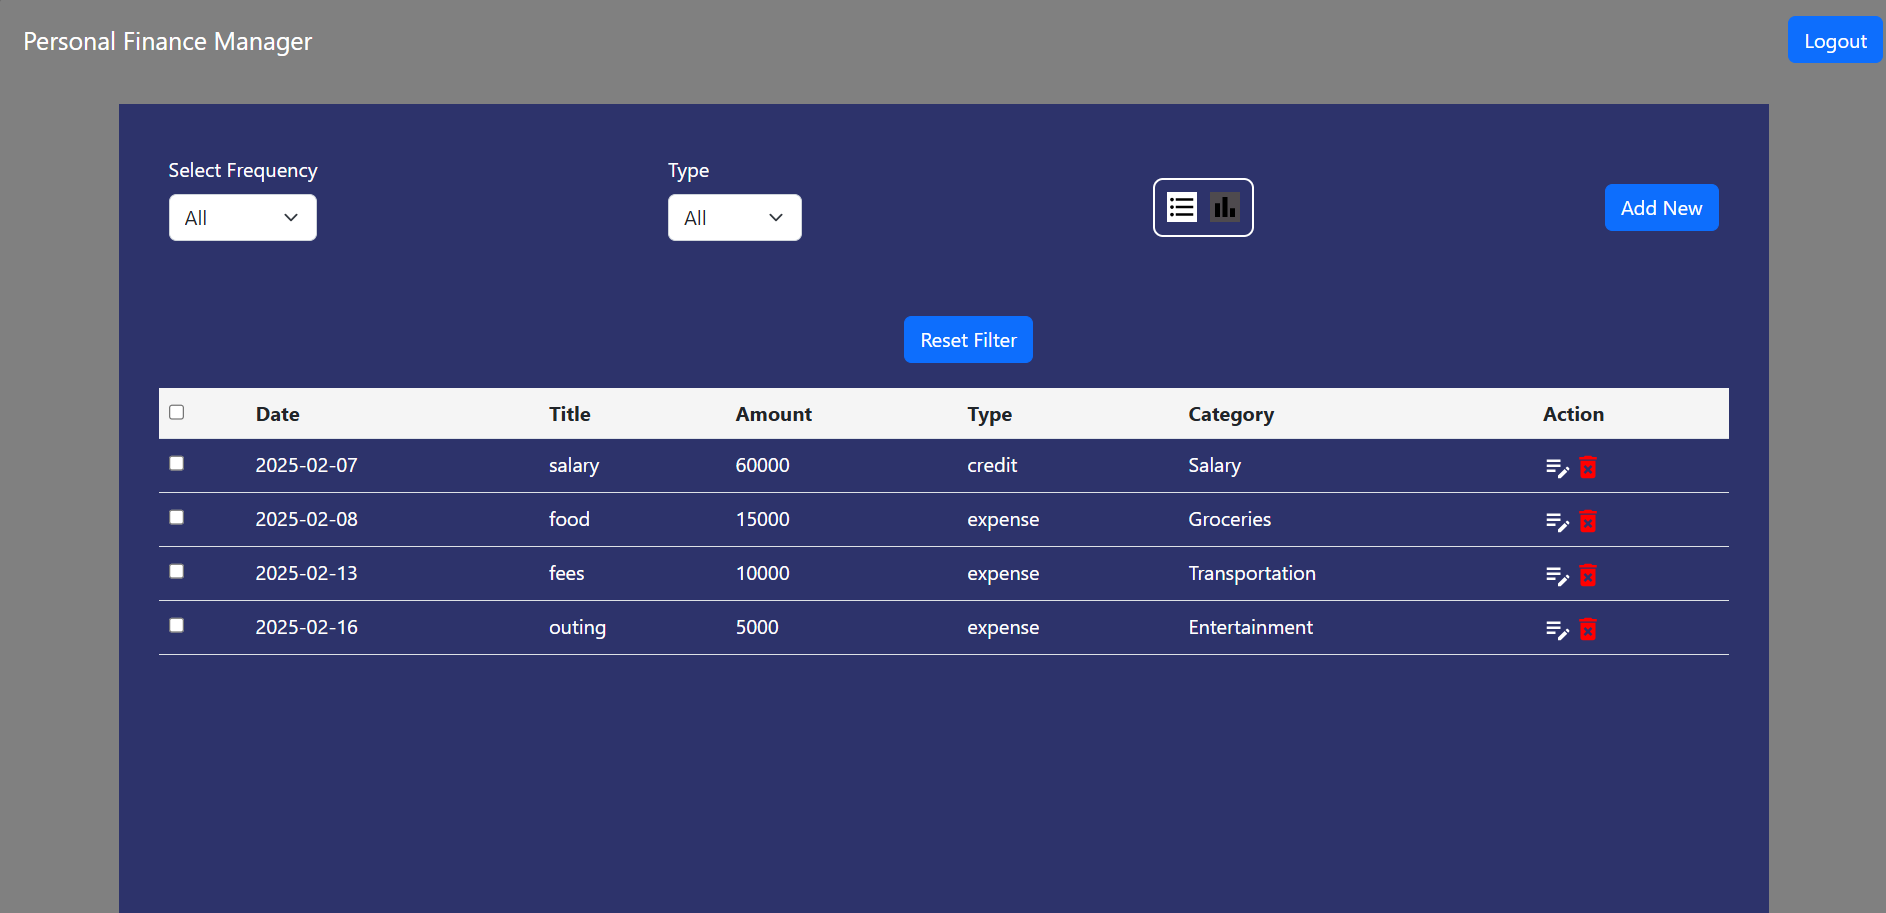 Personal Finance Manager
Logout
Select Frequency
Type
All
All
Add New
Reset Filter
Date Title Amount Type Category Action
2025-02-07 salary 60000 credit Salary
2025-02-08 food 15000 expense Groceries
2025-02-13 fees 10000 expense Transportation
2025-02-16 outing 5000 expense Entertainment